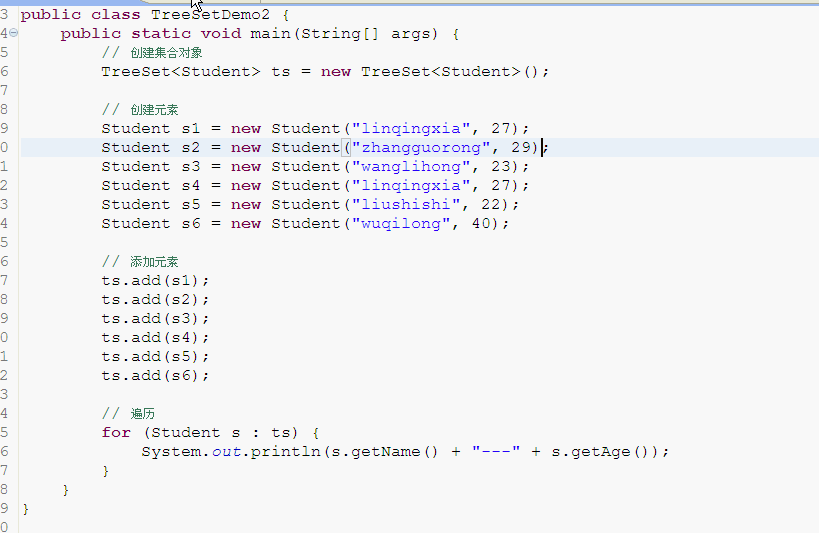 3 public class TreeSetDemo2 {
4 public static void main(String[] args) {
5 // 创建集合对象
6 TreeSet<Student> ts = new TreeSet<Student>();
7
8 // 创建元素
9 Student s1 = new Student("linqingxia", 27);
0 Student s2 = new Student("zhangguorong", 29);
1 Student s3 = new Student("wanglihong", 23);
2 Student s4 = new Student("linqingxia", 27);
3 Student s5 = new Student("liushishi", 22);
4 Student s6 = new Student("wuqilong", 40);
5
6 // 添加元素
7 ts.add(s1);
8 ts.add(s2);
9 ts.add(s3);
0 ts.add(s4);
1 ts.add(s5);
2 ts.add(s6);
3
4 // 遍历
5 for (Student s : ts) {
6 System.out.println(s.getName() + "---" + s.getAge());
7 }
8 }
9 }
0